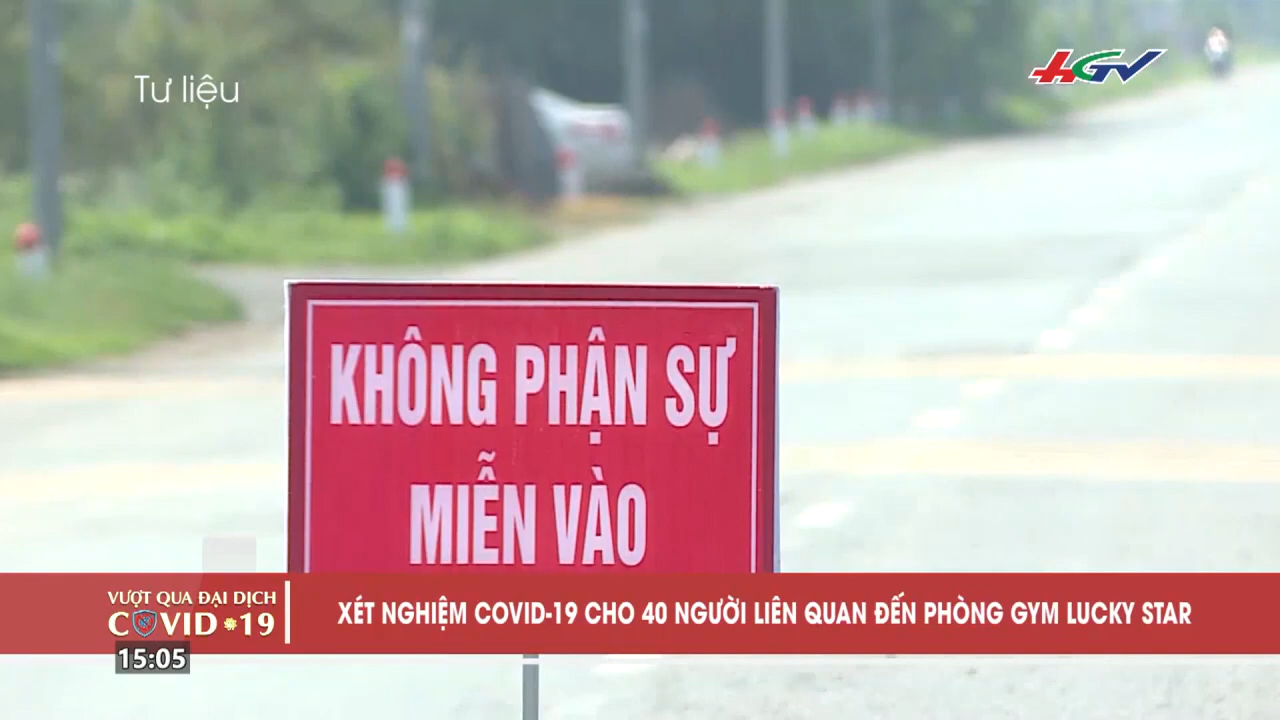 Tư liệu
HGV
KHÔNG PHẬN SỰ
MIỄN VÀO
VƯỢT QUA ĐẠI DỊCH
COVID 19
XÉT NGHIỆM COVID-19 CHO 40 NGƯỜI LIÊN QUAN ĐẾN PHÒNG GYM LUCKY STAR
15:05